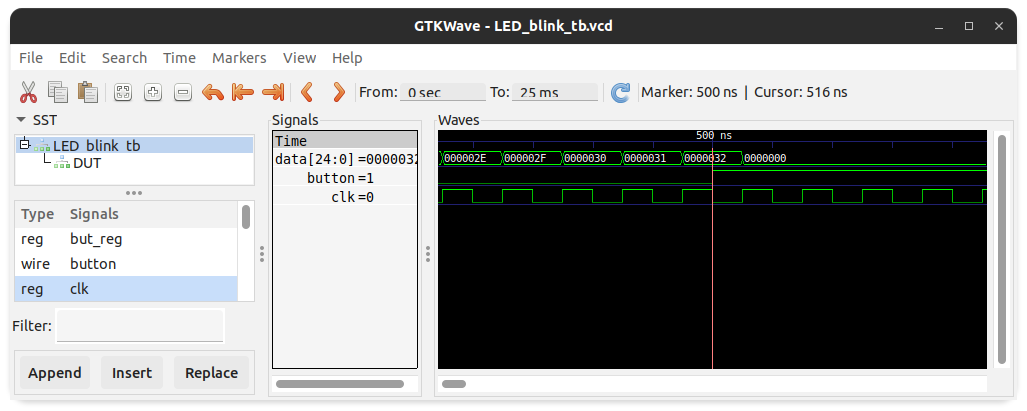 GTKWave - LED_blink_tb.vcd
File Edit Search Time Markers View Help
From: 0 sec To: 25 ms Marker: 500 ns | Cursor: 516 ns
SST
LED_blink_tb
DUT
Type Signals
reg but_reg
wire button
reg clk
Filter:
Append Insert Replace
Signals
Time
data[24:0] =0000032
button =1
clk =0
Waves
500 ns
000002E 000002F 0000030 0000031 0000032 0000000